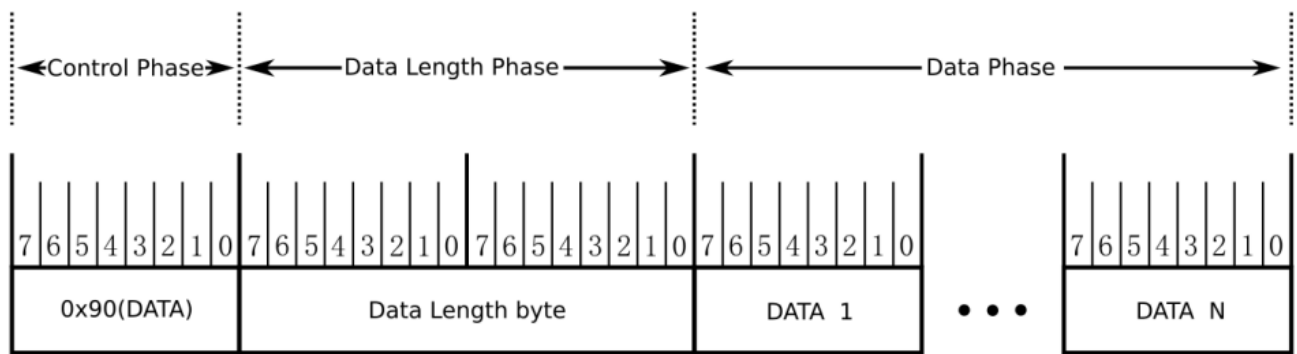 Control Phase Data Length Phase Data Phase
7 6 5 4 3 2 1 0 7 6 5 4 3 2 1 0 7 6 5 4 3 2 1 0 7 6 5 4 3 2 1 0 7 6 5 4 3 2 1 0
0x90(DATA) Data Length byte DATA 1 • • • DATA N